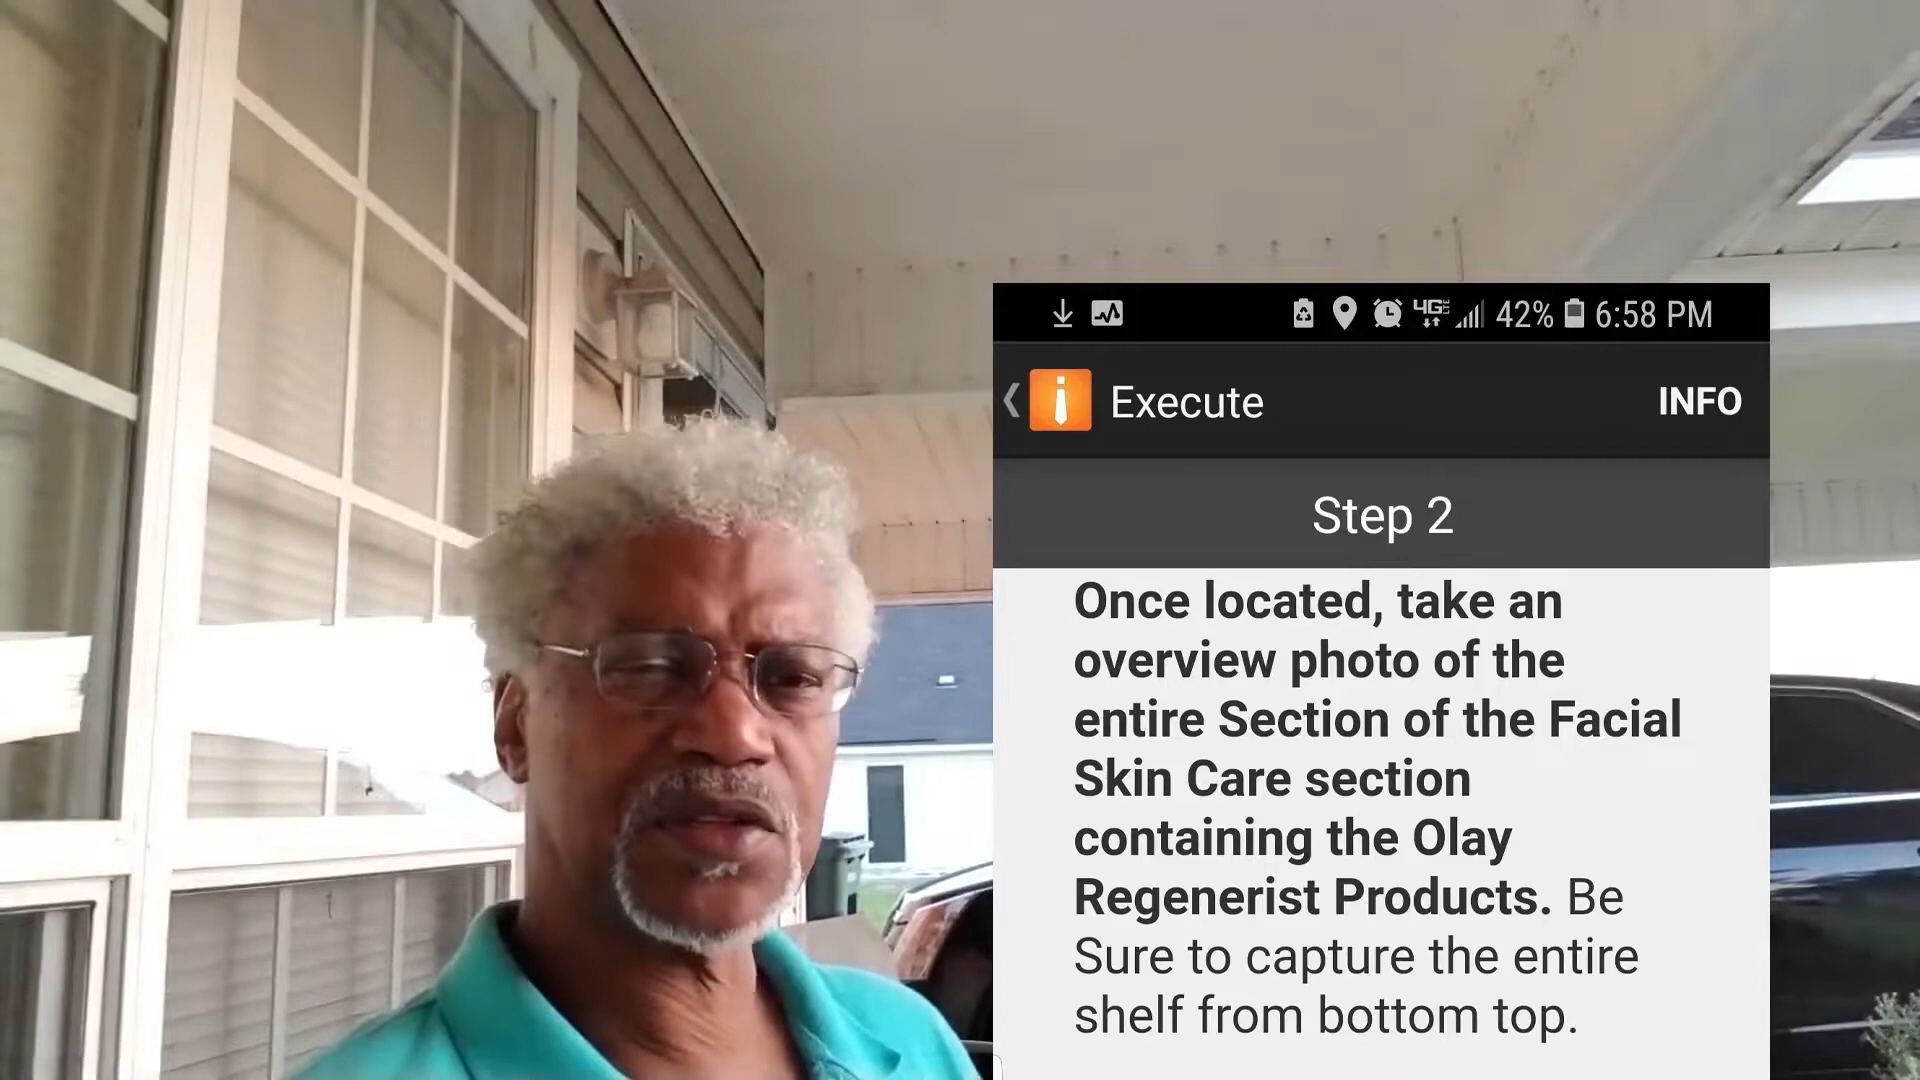 4G LTE 42% 6:58 PM
Execute INFO
Step 2
Once located, take an
overview photo of the
entire Section of the Facial
Skin Care section
containing the Olay
Regenerist Products. Be
Sure to capture the entire
shelf from bottom top.